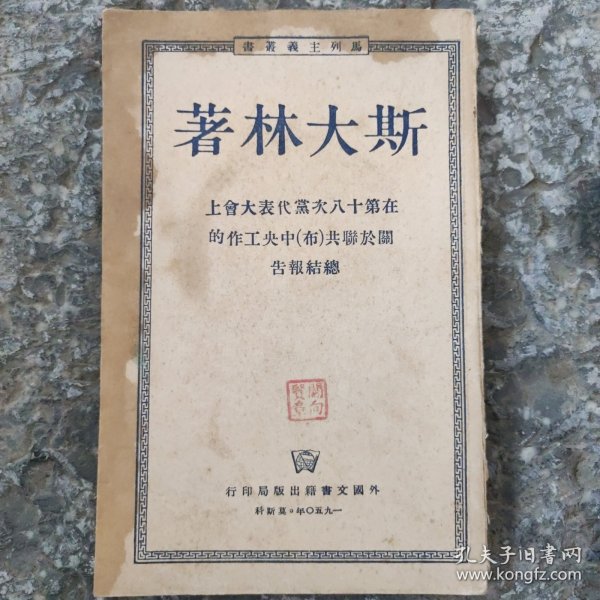 馬列主義叢書
斯大林著
在第十八次黨代表大會上
關於聯共(布)中央工作的
總結報告
外國文書籍出版局印行
一九五〇年。莫斯科
孔夫子旧书网
www.kongfz.com